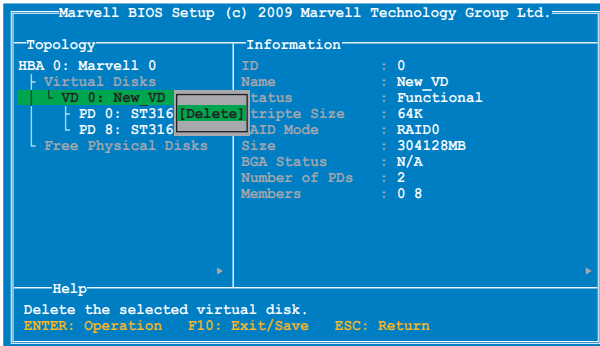 Marvell BIOS Setup (c) 2009 Marvell Technology Group Ltd.
Topology
HBA 0: Marvell 0
Virtual Disks
VD 0: New_VD
PD 0: ST316
PD 8: ST316
Free Physical Disks
[Delete]
Information
ID : 0
Name : New_VD
tatus : Functional
tripte Size : 64K
AID Mode : RAID0
Size : 304128MB
BGA Status : N/A
Number of PDs : 2
Members : 0 8
Help
Delete the selected virtual disk.
ENTER: Operation F10: Exit/Save ESC: Return